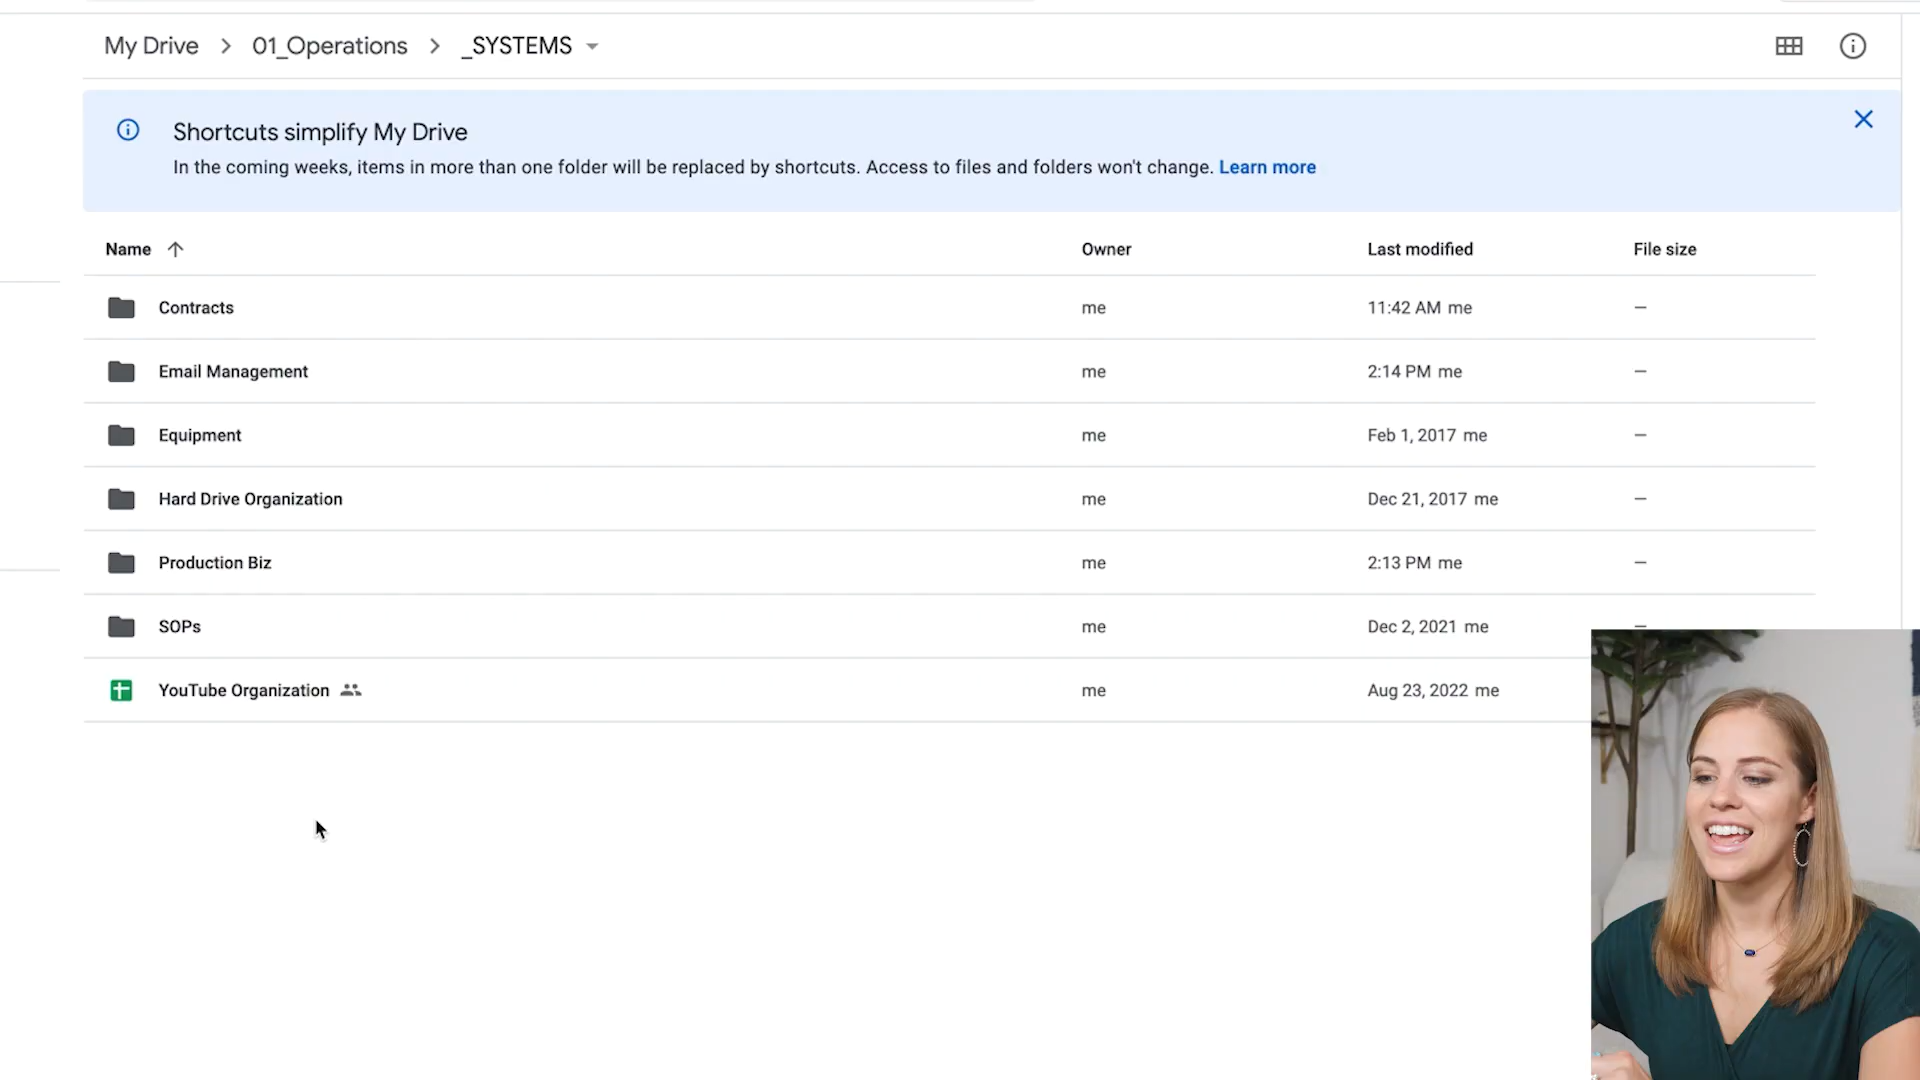 My Drive > 01_Operations > _SYSTEMS
Shortcuts simplify My Drive
In the coming weeks, items in more than one folder will be replaced by shortcuts. Access to files and folders won't change. Learn more
Name Owner Last modified File size
Contracts me 11:42 AM me —
Email Management me 2:14 PM me —
Equipment me Feb 1, 2017 me —
Hard Drive Organization me Dec 21, 2017 me —
Production Biz me 2:13 PM me —
SOPs me Dec 2, 2021 me —
YouTube Organization me Aug 23, 2022 me